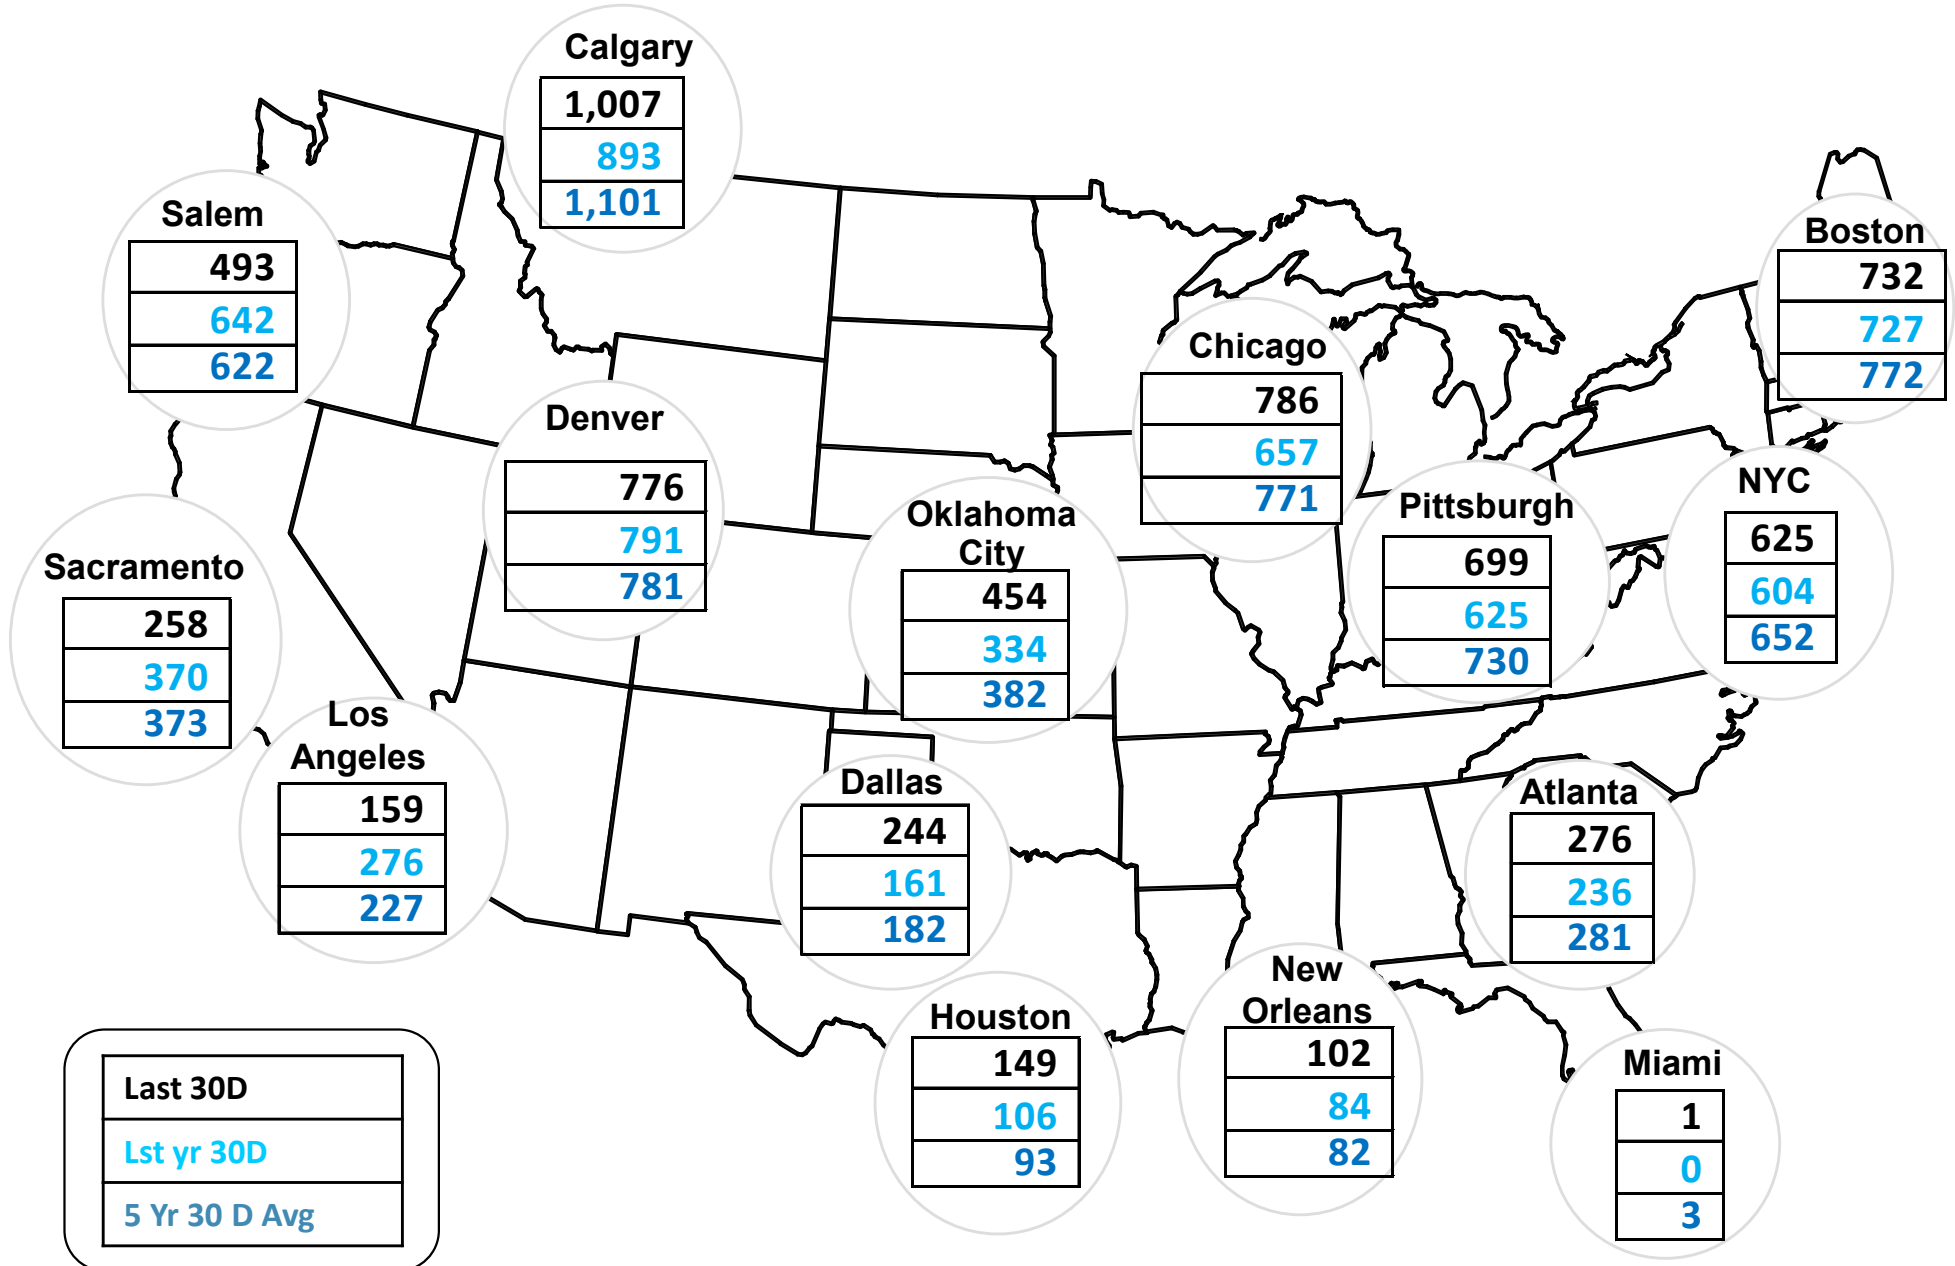 Calgary
1,007
893
1,101
Salem
493
642
622
Boston
732
727
772
Chicago
786
657
771
Denver
776
791
781
NYC
625
604
652
Oklahoma
City
454
334
382
Pittsburgh
699
625
730
Sacramento
258
370
373
Los
Angeles
159
276
227
Dallas
244
161
182
Atlanta
276
236
281
New
Orleans
102
84
82
Houston
149
106
93
Miami
1
0
3
Last 30D
Lst yr 30D
5 Yr 30 D Avg